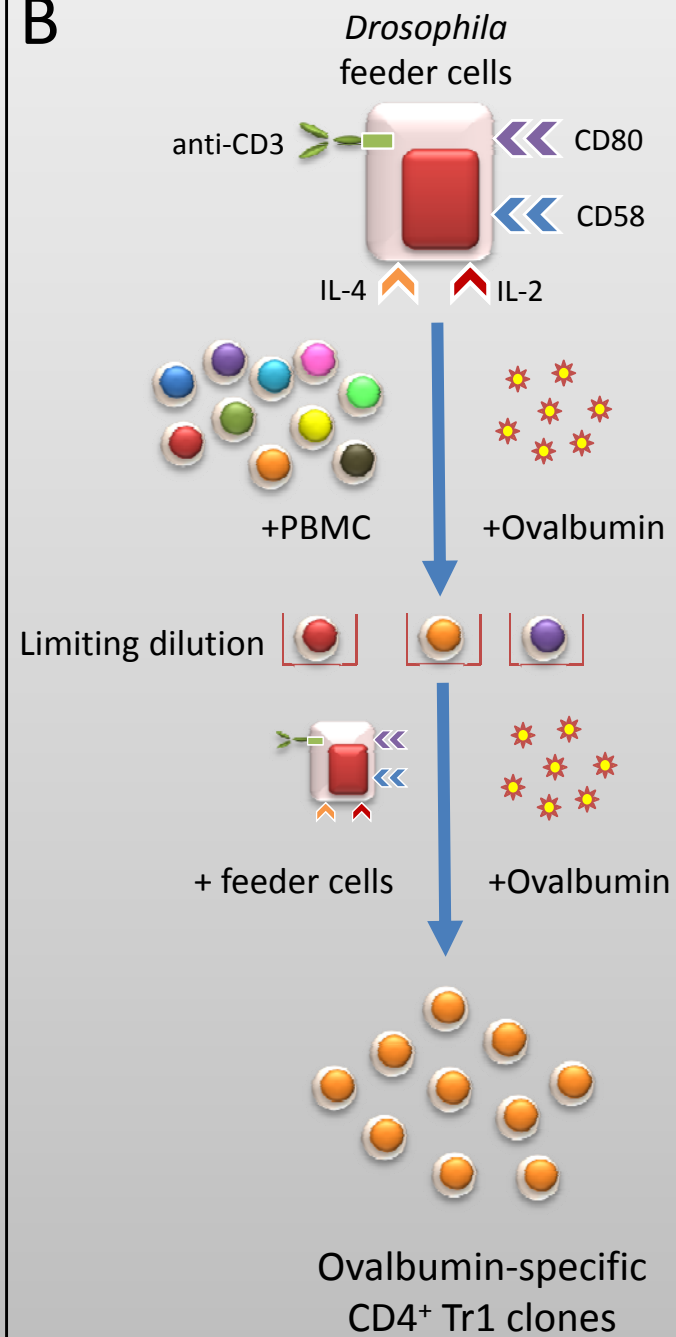 B
Drosophila
feeder cells
anti-CD3
CD80
CD58
IL-4
IL-2
+PBMC
+Ovalbumin
Limiting dilution
+ feeder cells
+Ovalbumin
Ovalbumin-specific
CD4⁺ Tr1 clones